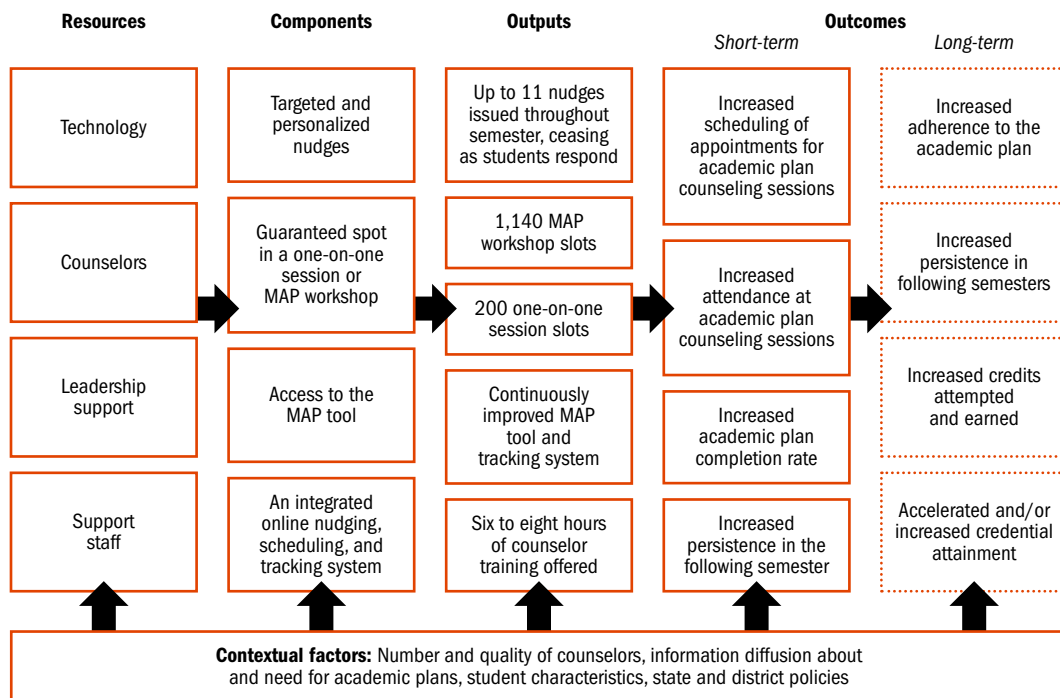 Resources
Components
Outputs
Outcomes
Short-term
Long-term
Technology
Counselors
Leadership
support
Support
staff
Targeted and
personalized
nudges
Guaranteed spot
in a one-on-one
session or
MAP workshop
Access to the
MAP tool
An integrated
online nudging,
scheduling, and
tracking system
Up to 11 nudges
issued throughout
semester, ceasing
as students respond
1,140 MAP
workshop slots
200 one-on-one
session slots
Continuously
improved MAP
tool and
tracking system
Six to eight hours
of counselor
training offered
Increased
scheduling of
appointments for
academic plan
counseling sessions
Increased
attendance at
academic plan
counseling sessions
Increased
academic plan
completion rate
Increased
persistence in the
following semester
Increased
adherence to the
academic plan
Increased
persistence in
following semesters
Increased credits
attempted
and earned
Accelerated and/or
increased credential
attainment
Contextual factors: Number and quality of counselors, information diffusion about
and need for academic plans, student characteristics, state and district policies